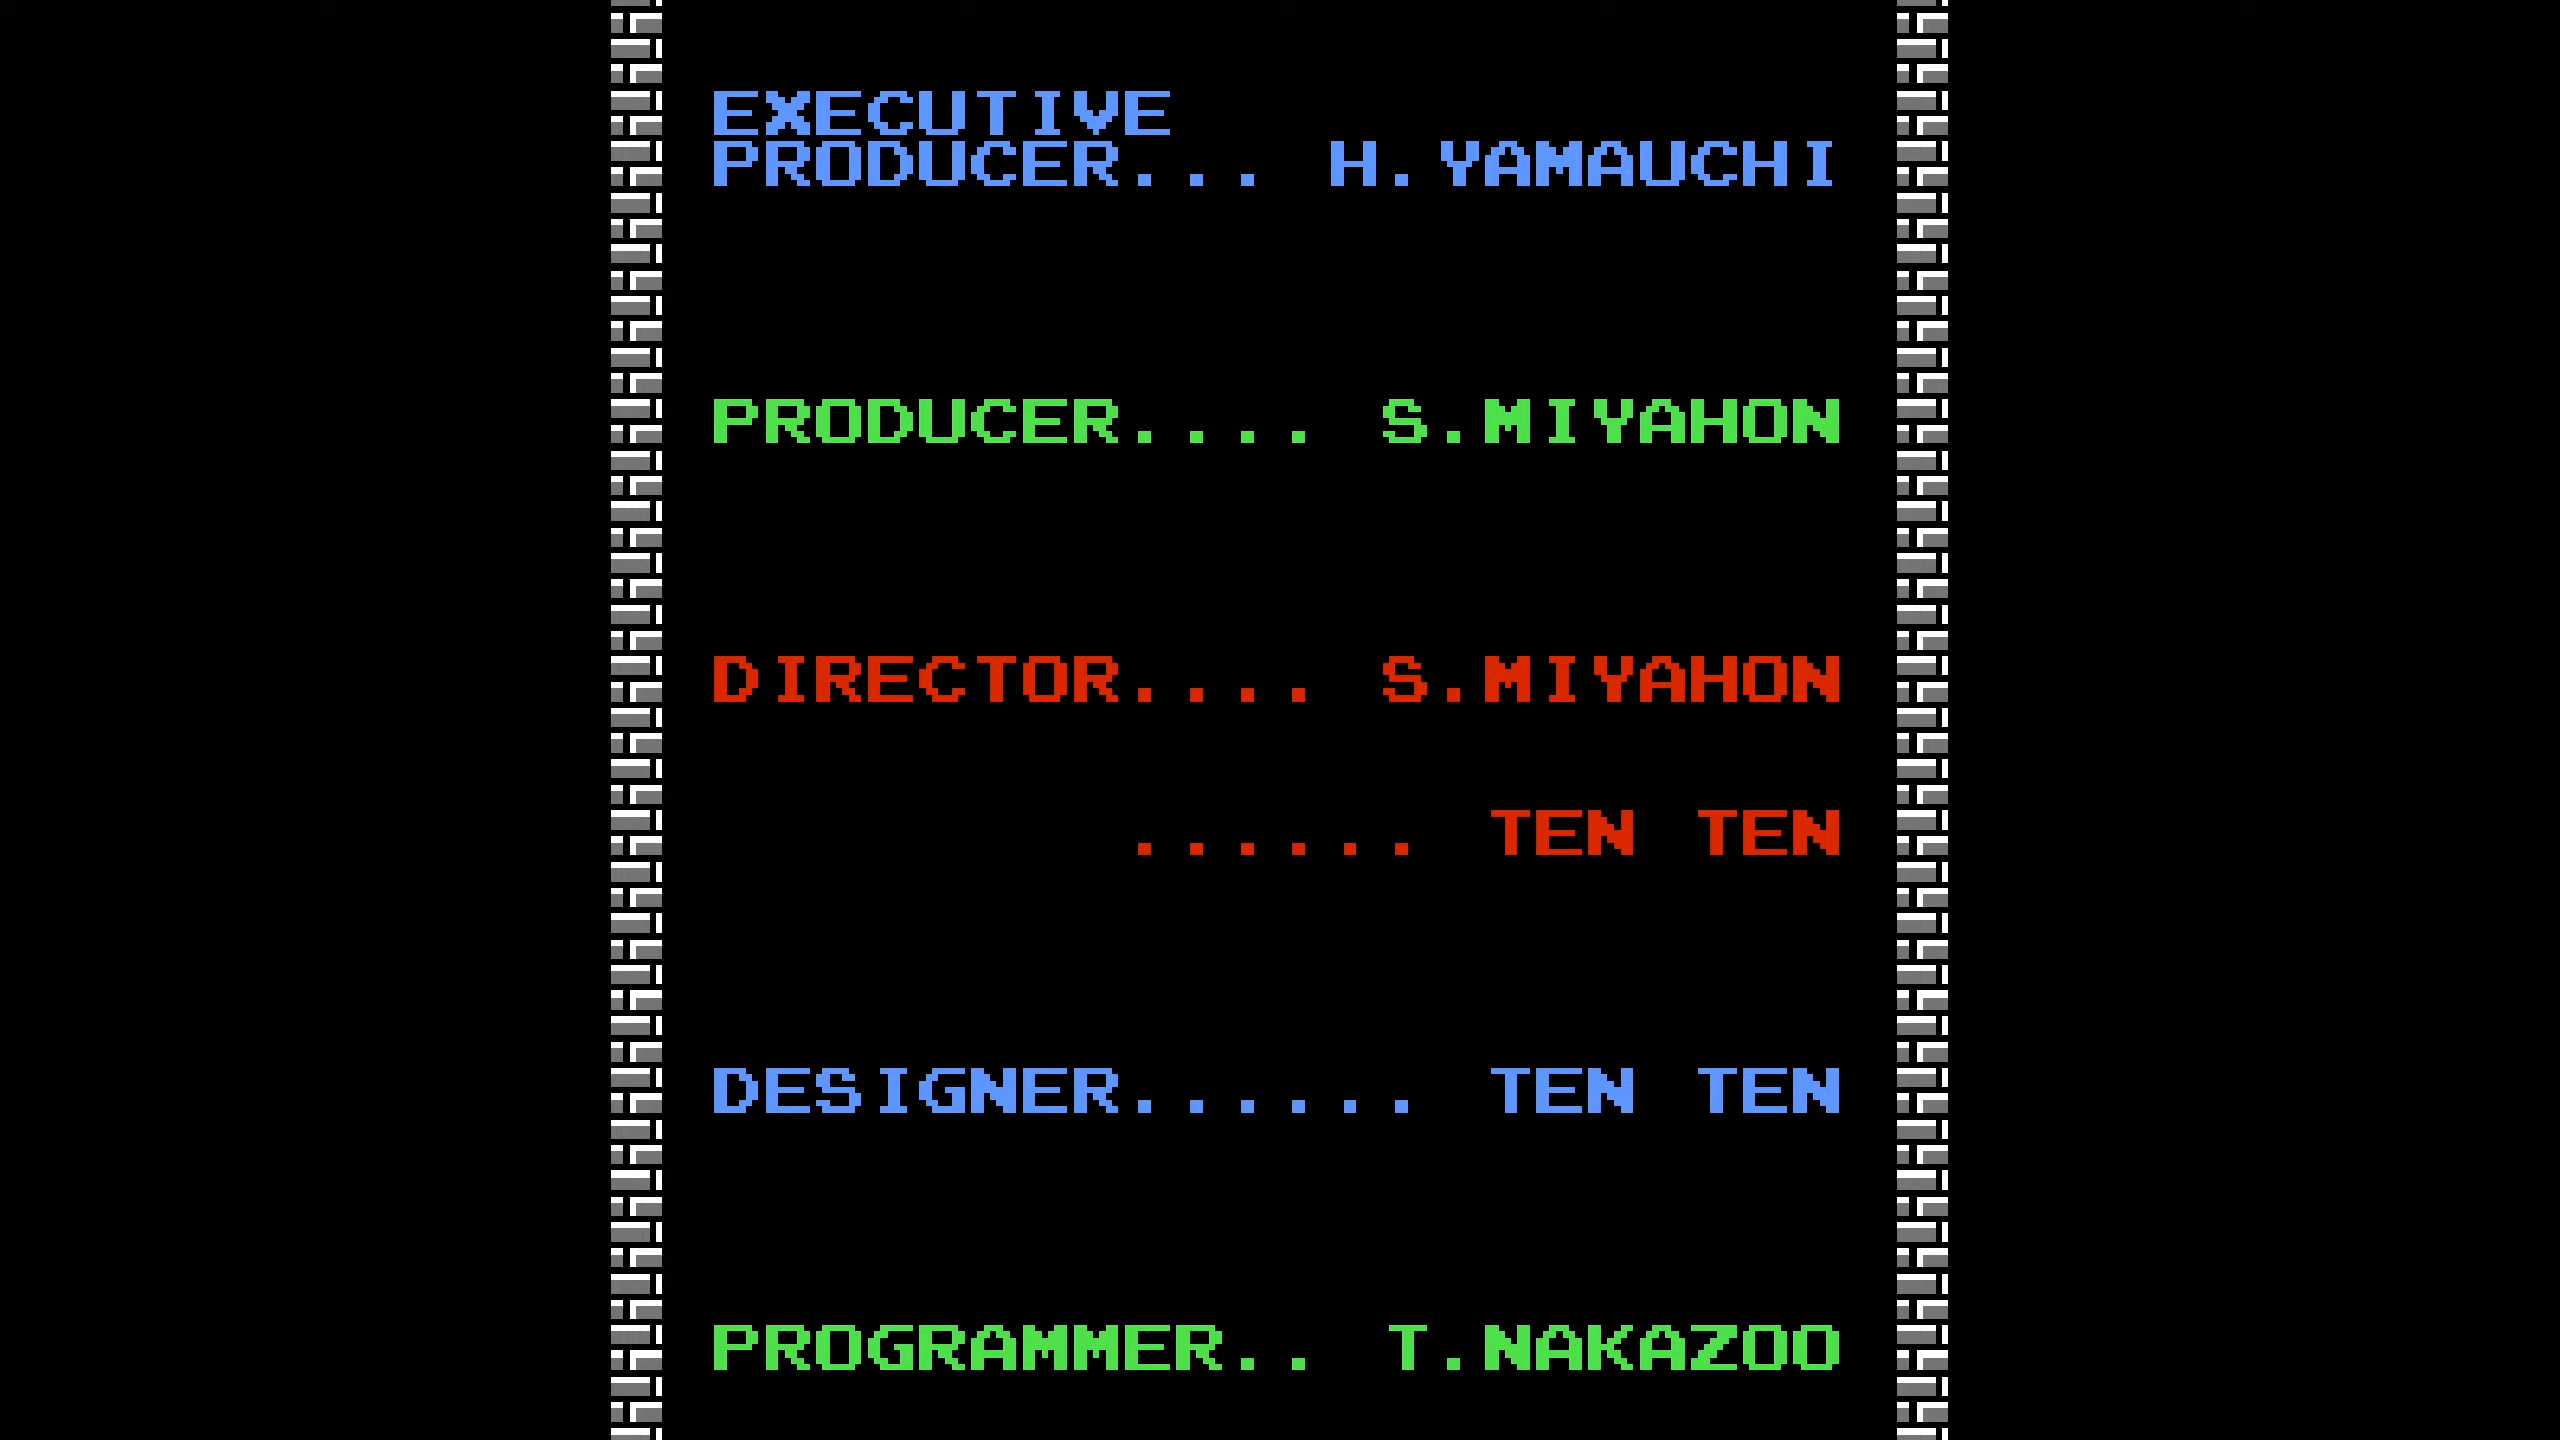 EXECUTIVE
PRODUCER... H.YAMAUCHI
PRODUCER.... S.MIYAHON
DIRECTOR.... S.MIYAHON
...... TEN TEN
DESIGNER...... TEN TEN
PROGRAMMER.. T.NAKAZOO